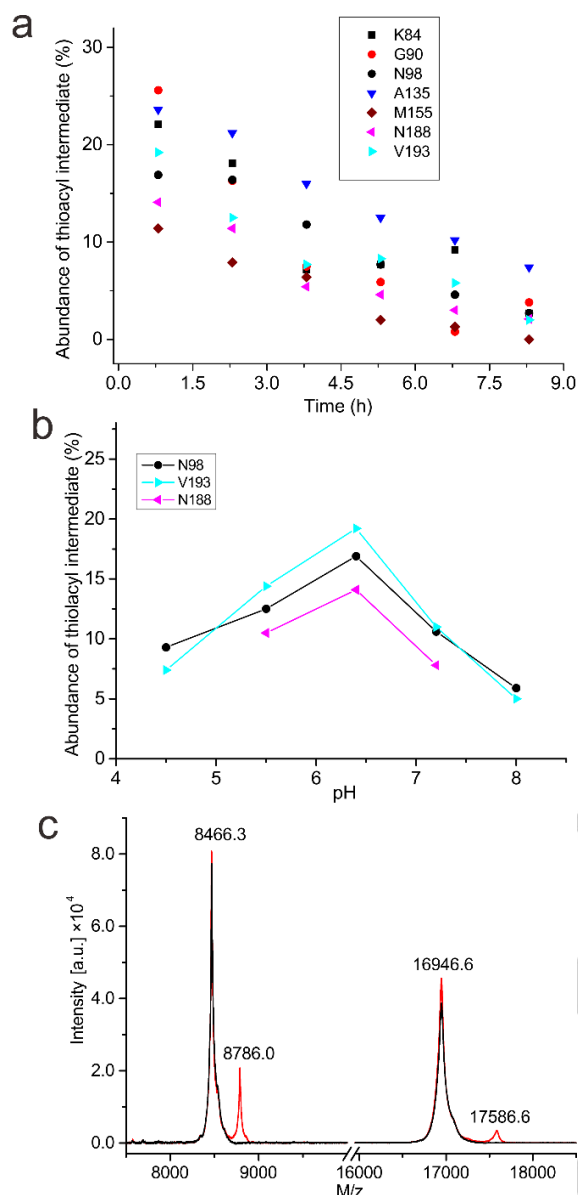 a
Abundance of thioacyl intermediate (%)
30
20
10
0
K84
G90
N98
A135
M155
N188
V193
0.0 1.5 3.0 4.5 6.0 7.5 9.0
Time (h)
b
Abundance of thiolacyl intermediate (%)
25
20
15
10
5
0
N98
V193
N188
4 5 6 7 8
pH
c
Intensity [a.u.] ×10⁻⁴
8.0
6.0
4.0
2.0
0.0
8466.3
8786.0
16946.6
17586.6
8000 9000 16000 17000 18000
M/z